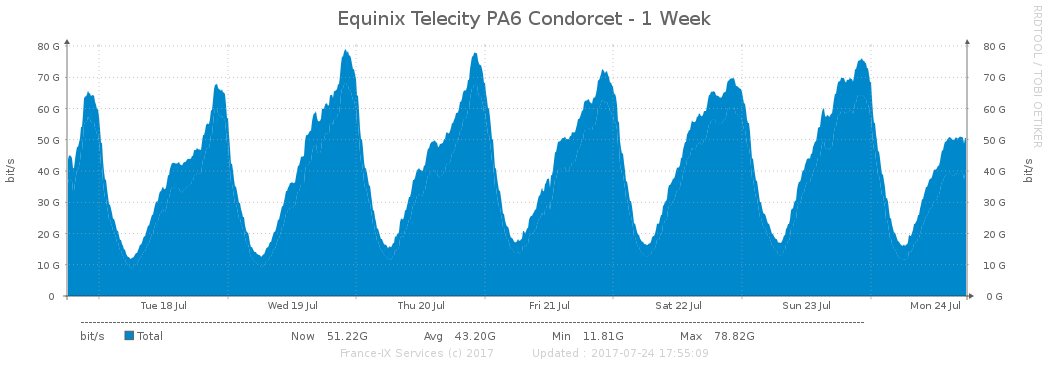 Equinix Telecity PA6 Condorcet - 1 Week
RRDTOOL / TOBI OETIKER
bit/s
80 G
70 G
60 G
50 G
40 G
30 G
20 G
10 G
0
80 G
70 G
60 G
50 G
40 G
30 G
20 G
10 G
0 G
bit/s
Tue 18 Jul Wed 19 Jul Thu 20 Jul Fri 21 Jul Sat 22 Jul Sun 23 Jul Mon 24 Jul
bit/s Total Now 51.22G Avg 43.20G Min 11.81G Max 78.82G
France-IX Services (c) 2017 Updated : 2017-07-24 17:55:09